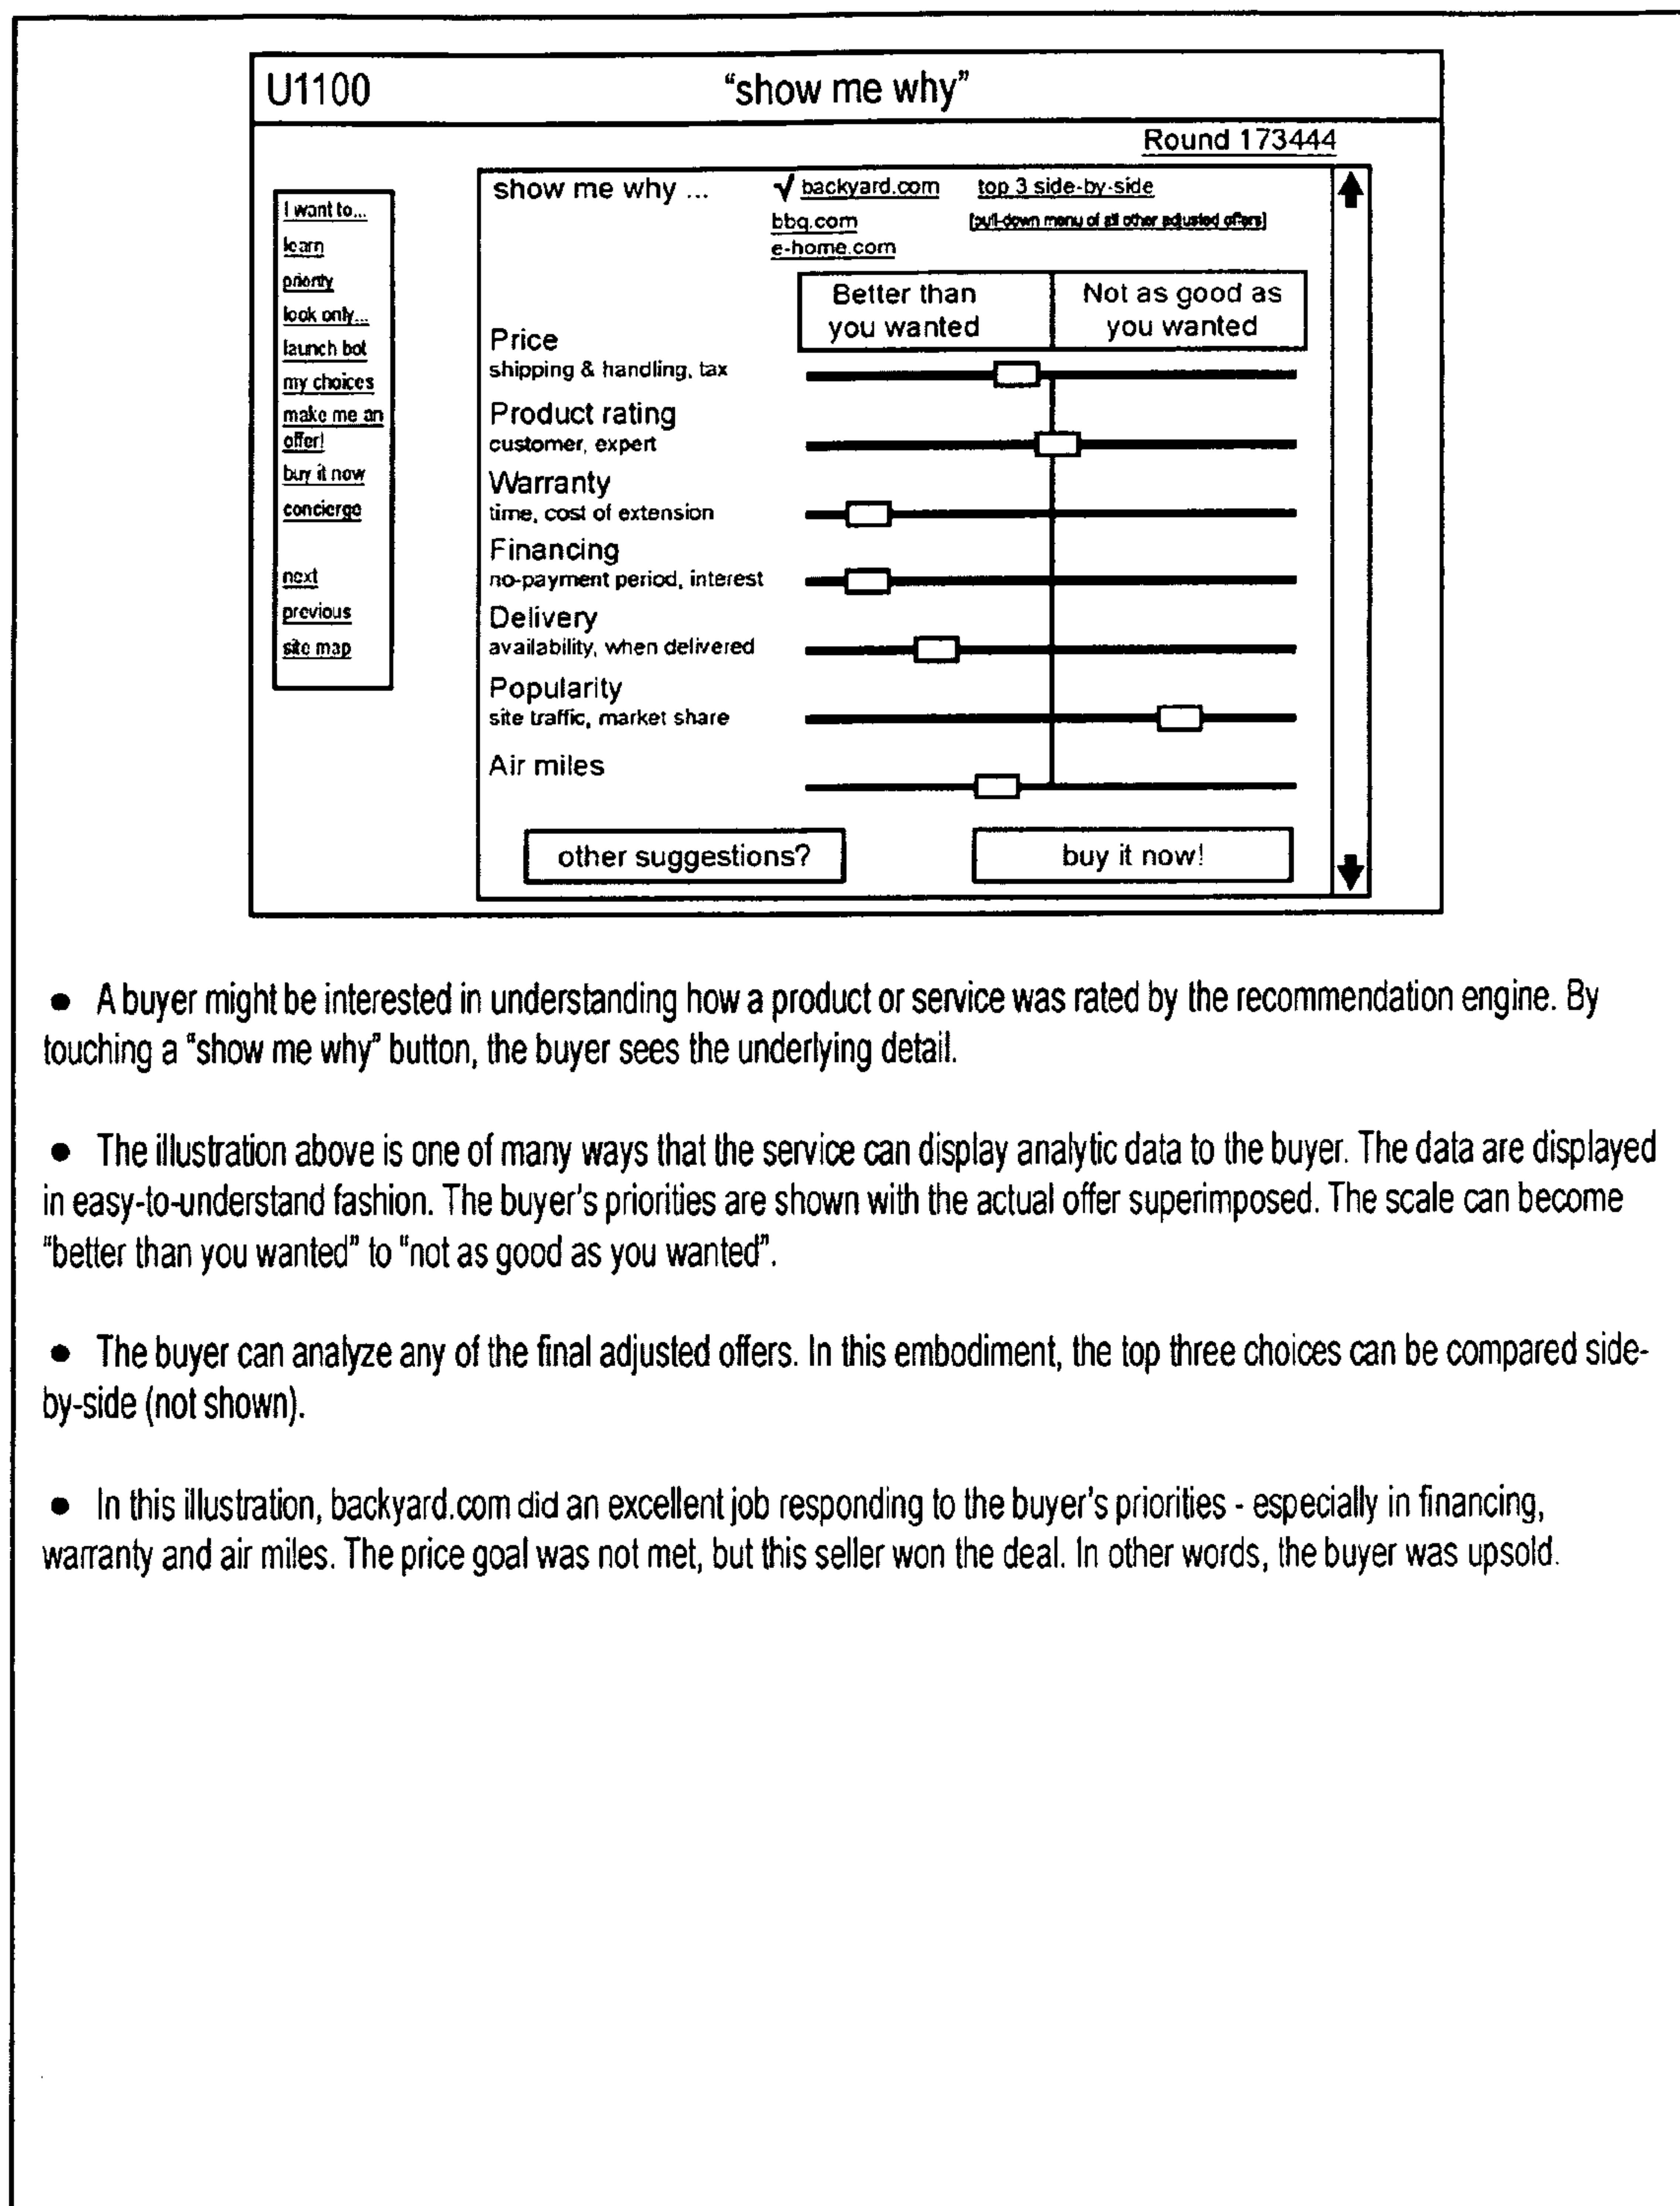 U1100 "show me why"
Round 173444
I want to...
learn
priority
look only...
launch bot
my choices
make me an
offer!
buy it now
concierge
next
previous
site map
show me why ... √ backyard.com top 3 side-by-side
bbq.com [pull-down menu of all other adjusted offers]
e-home.com
Better than Not as good as
you wanted you wanted
Price
shipping & handling, tax
Product rating
customer, expert
Warranty
time, cost of extension
Financing
no-payment period, interest
Delivery
availability, when delivered
Popularity
site traffic, market share
Air miles
other suggestions? buy it now!
● A buyer might be interested in understanding how a product or service was rated by the recommendation engine. By
touching a "show me why" button, the buyer sees the underlying detail.
● The illustration above is one of many ways that the service can display analytic data to the buyer. The data are displayed
in easy-to-understand fashion. The buyer's priorities are shown with the actual offer superimposed. The scale can become
"better than you wanted" to "not as good as you wanted".
● The buyer can analyze any of the final adjusted offers. In this embodiment, the top three choices can be compared side-
by-side (not shown).
● In this illustration, backyard.com did an excellent job responding to the buyer's priorities - especially in financing,
warranty and air miles. The price goal was not met, but this seller won the deal. In other words, the buyer was upsold.